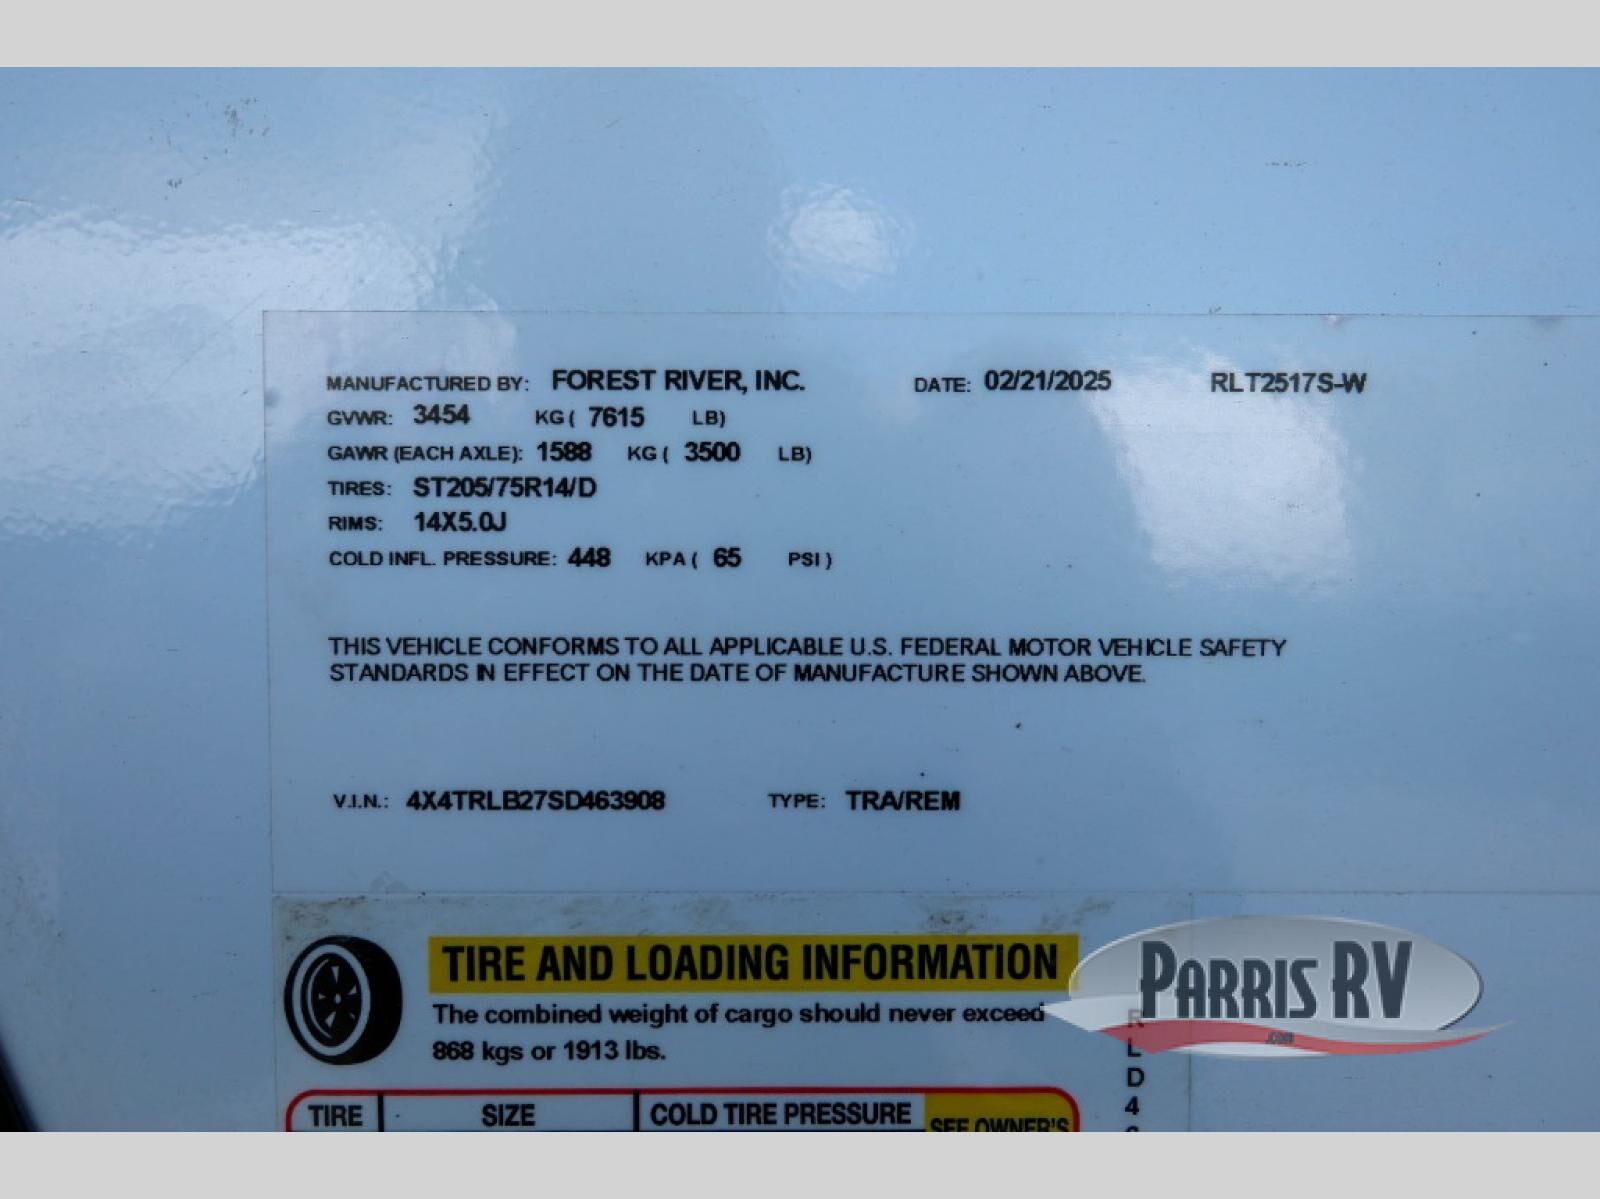 MANUFACTURED BY: FOREST RIVER, INC. DATE: 02/21/2025 RLT2517S-W
GVWR: 3454 KG ( 7615 LB)
GAWR (EACH AXLE): 1588 KG ( 3500 LB)
TIRES: ST205/75R14/D
RIMS: 14X5.0J
COLD INFL. PRESSURE: 448 KPA ( 65 PSI )
THIS VEHICLE CONFORMS TO ALL APPLICABLE U.S. FEDERAL MOTOR VEHICLE SAFETY
STANDARDS IN EFFECT ON THE DATE OF MANUFACTURE SHOWN ABOVE.
V.I.N.: 4X4TRLB27SD463908 TYPE: TRA/REM
TIRE AND LOADING INFORMATION
The combined weight of cargo should never exceed
868 kgs or 1913 lbs.
TIRE SIZE COLD TIRE PRESSURE SEE OWNER'S
R
L
D
4
PARRIS RV
.COM